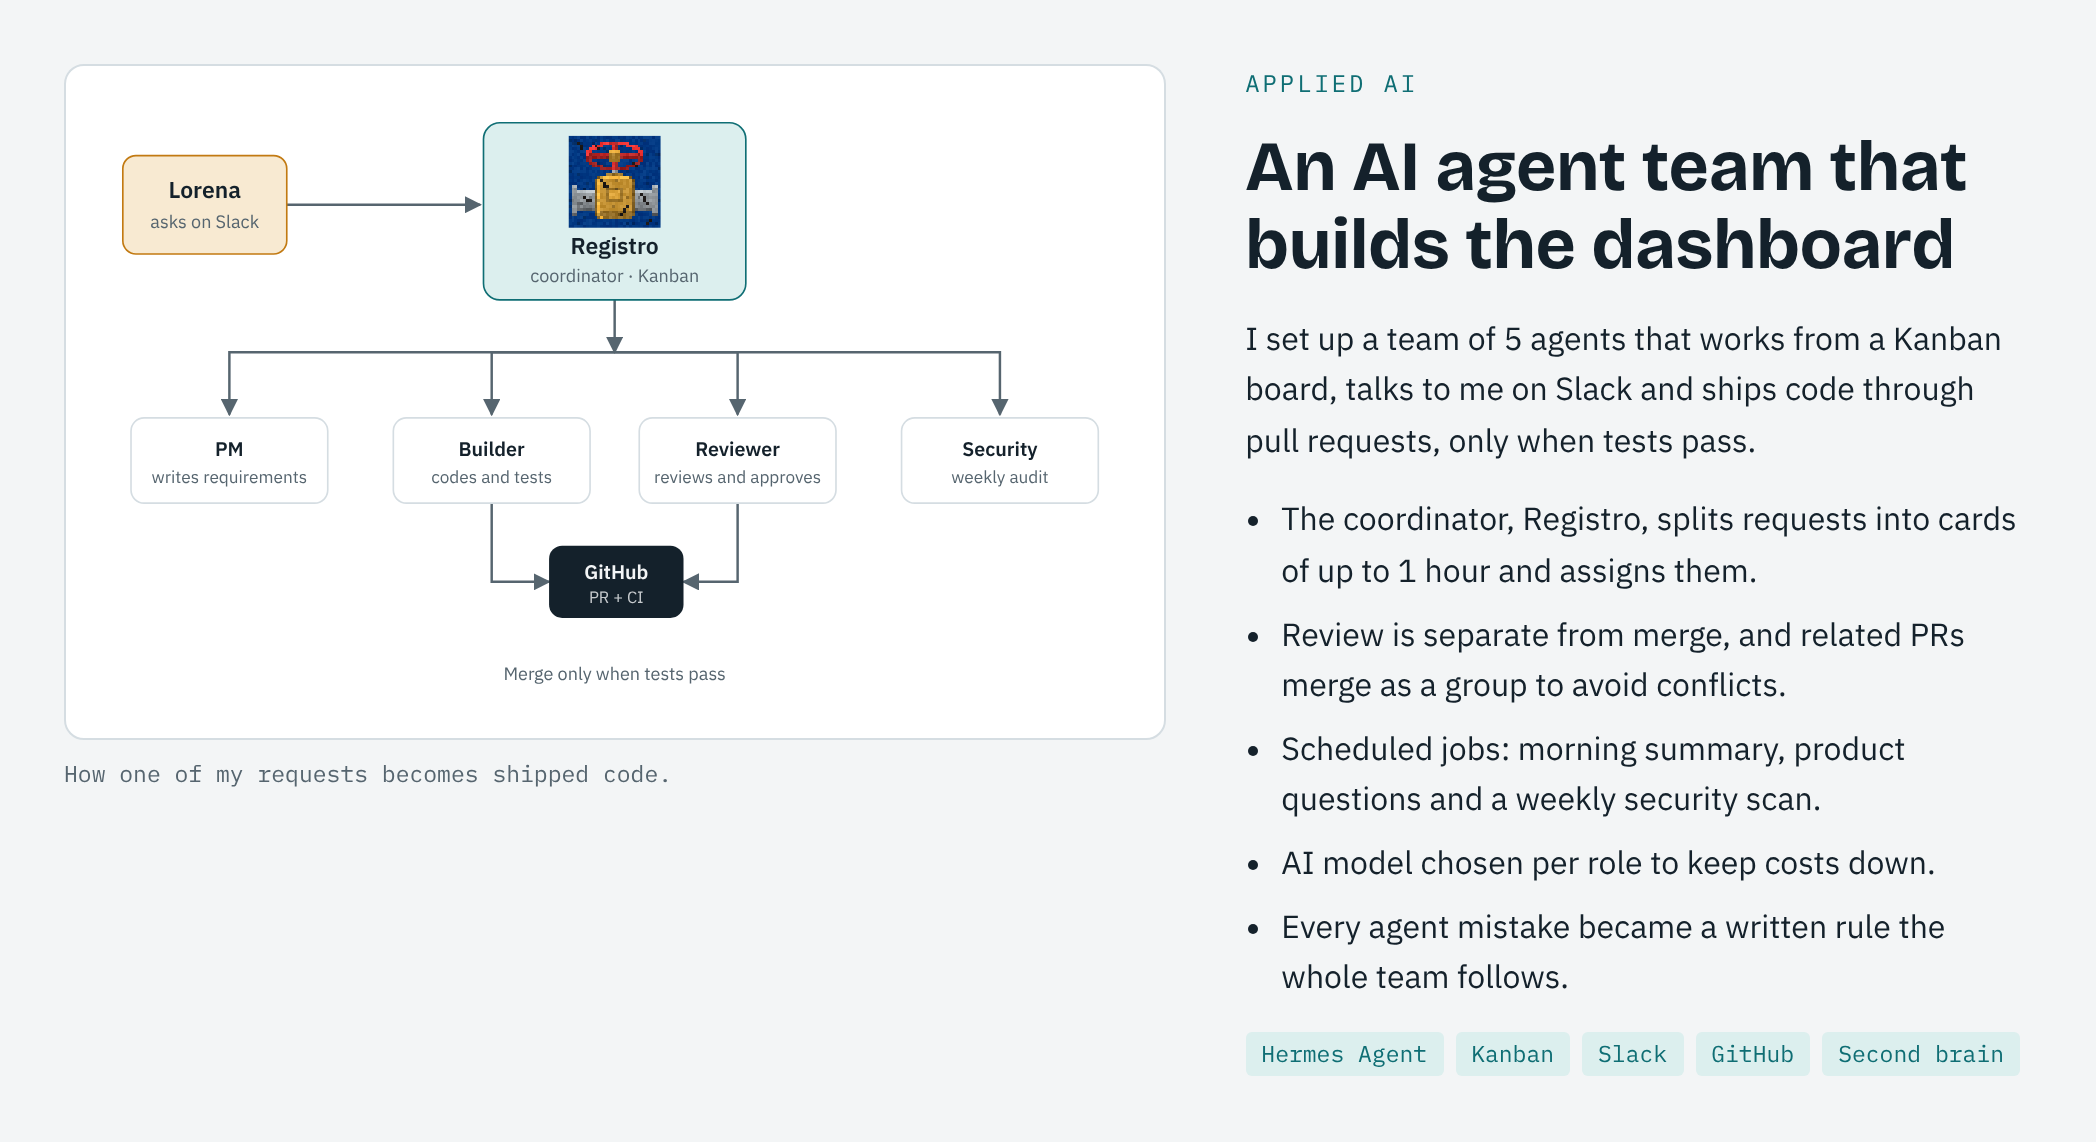 Lorena
asks on Slack
Registro
coordinator · Kanban
PM
writes requirements
Builder
codes and tests
Reviewer
reviews and approves
Security
weekly audit
GitHub
PR + CI
Merge only when tests pass
How one of my requests becomes shipped code.
APPLIED AI
An AI agent team that
builds the dashboard
I set up a team of 5 agents that works from a Kanban
board, talks to me on Slack and ships code through
pull requests, only when tests pass.
• The coordinator, Registro, splits requests into cards
of up to 1 hour and assigns them.
• Review is separate from merge, and related PRs
merge as a group to avoid conflicts.
• Scheduled jobs: morning summary, product
questions and a weekly security scan.
• AI model chosen per role to keep costs down.
• Every agent mistake became a written rule the
whole team follows.
Hermes Agent
Kanban
Slack
GitHub
Second brain